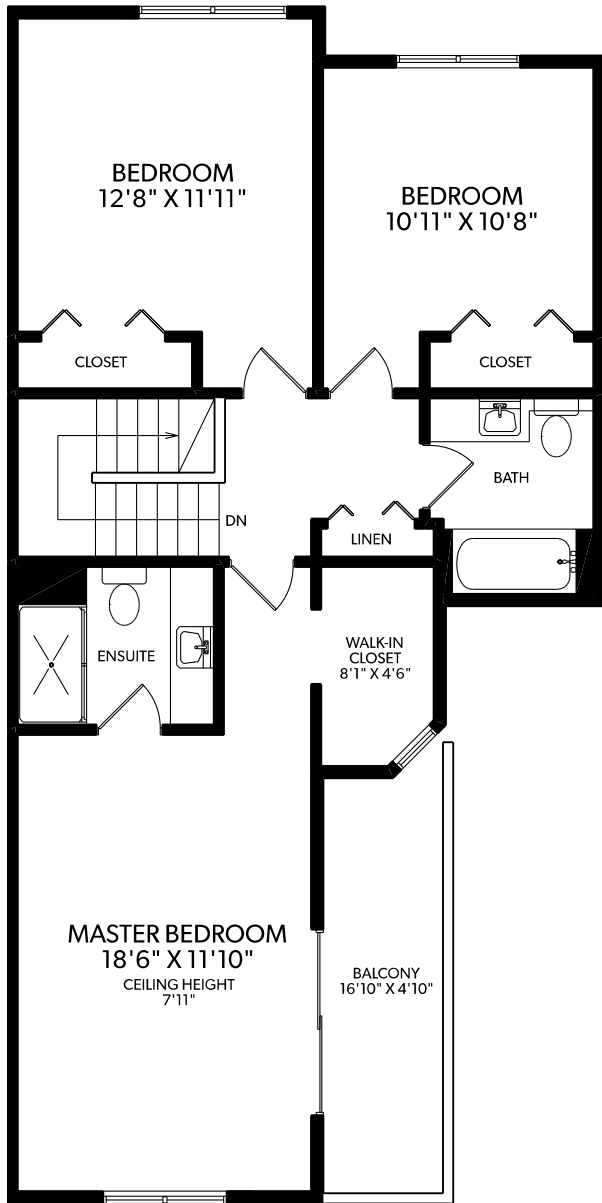 BEDROOM
12'8" X 11'11"
BEDROOM
10'11" X 10'8"
CLOSET
CLOSET
BATH
DN
LINEN
ENSUITE
WALK-IN
CLOSET
8'1" X 4'6"
MASTER BEDROOM
18'6" X 11'10"
CEILING HEIGHT
7'11"
BALCONY
16'10" X 4'10"